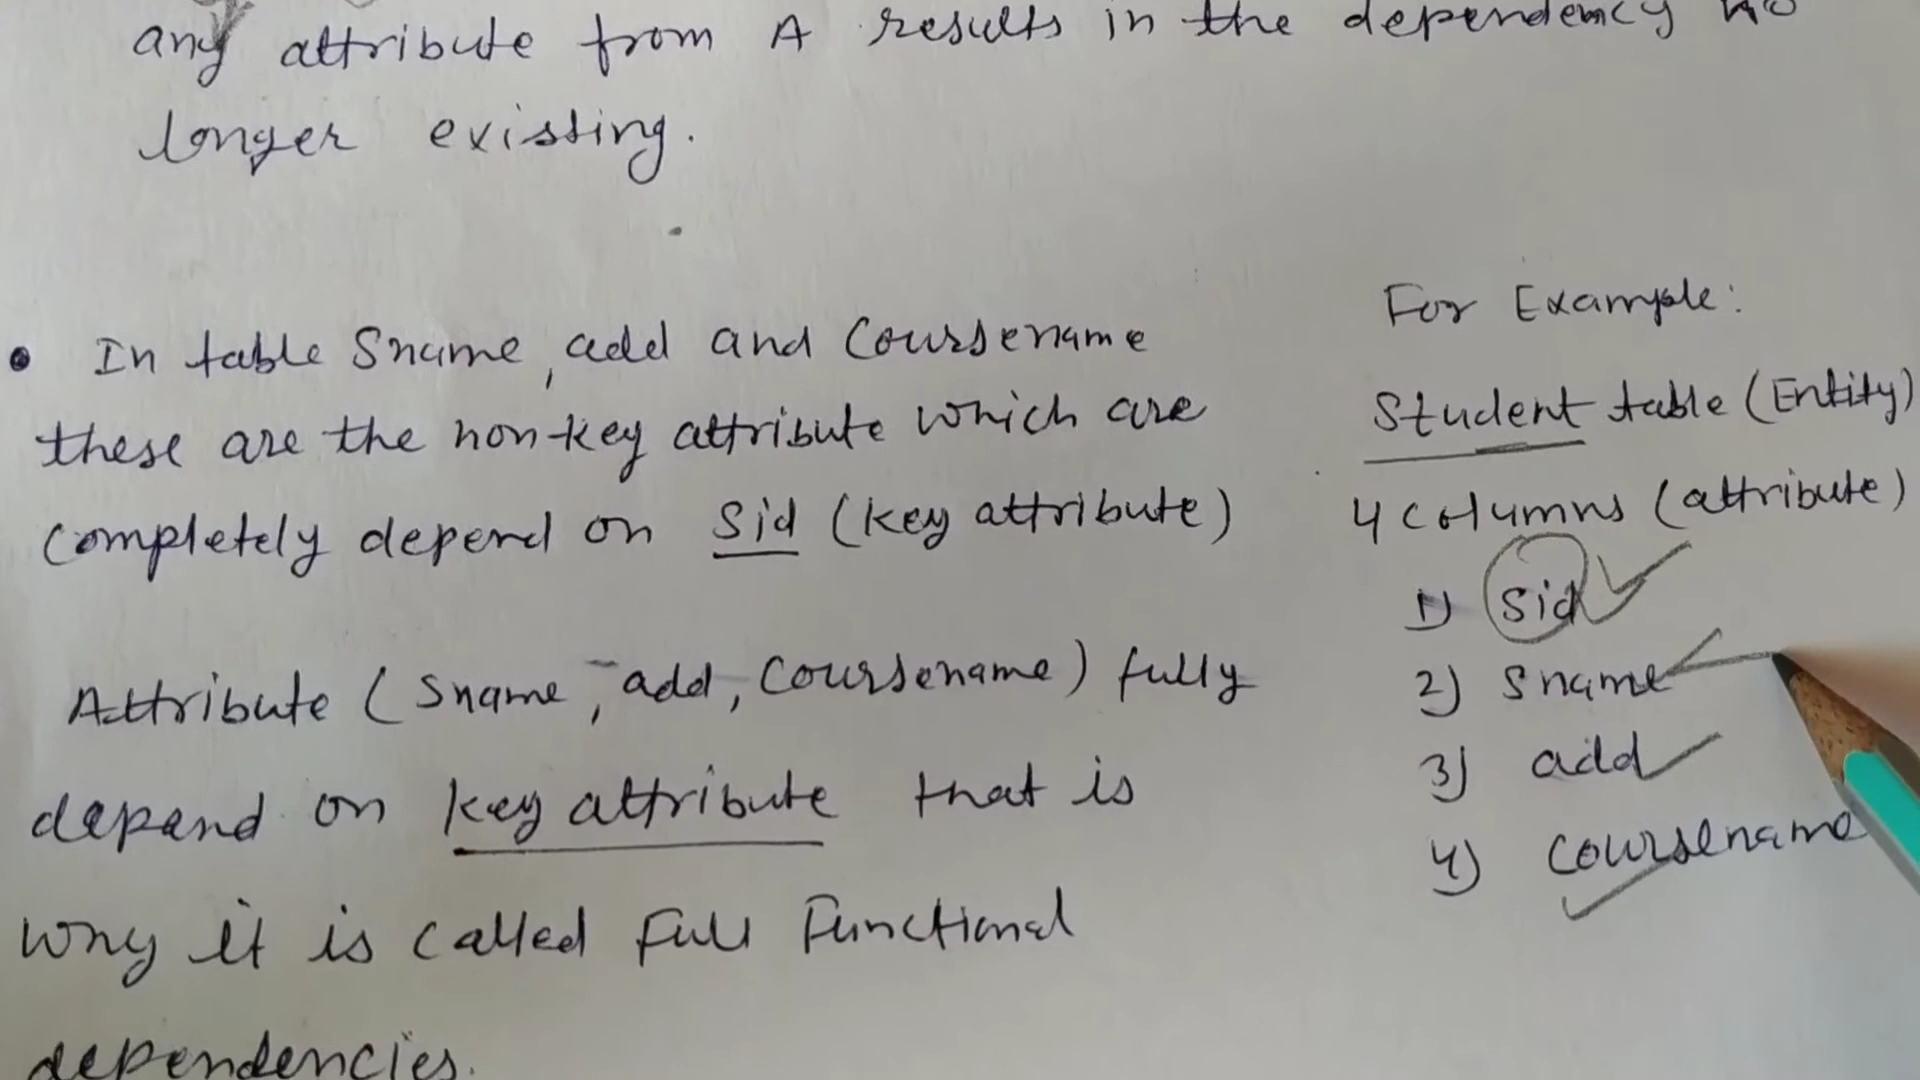 any attribute from A results in the dependency no
longer existing.
• In table Sname, add and Coursename
these are the non-key attribute which are
completely depend on Sid (key attribute)
Attribute (Sname, add, Coursename) fully
depend on key attribute that is
why it is called Full Functional
dependencies.
For Example:
Student table (Entity)
4 columns (attribute)
1) Sid
2) Sname
3) add
4) Coursename